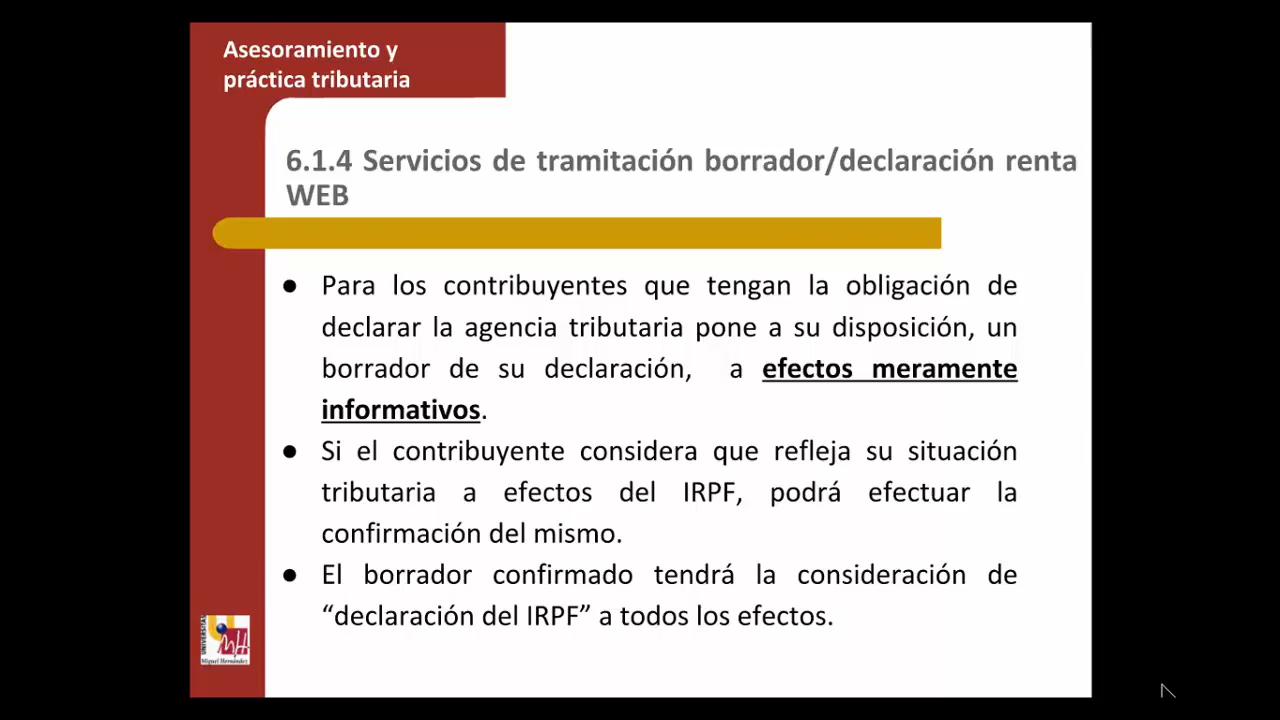 Asesoramiento y
práctica tributaria
6.1.4 Servicios de tramitación borrador/declaración renta
WEB
● Para los contribuyentes que tengan la obligación de
declarar la agencia tributaria pone a su disposición, un
borrador de su declaración, a efectos meramente
informativos.
● Si el contribuyente considera que refleja su situación
tributaria a efectos del IRPF, podrá efectuar la
confirmación del mismo.
● El borrador confirmado tendrá la consideración de
“declaración del IRPF” a todos los efectos.
UNIVERSITAS
Miguel Hernández